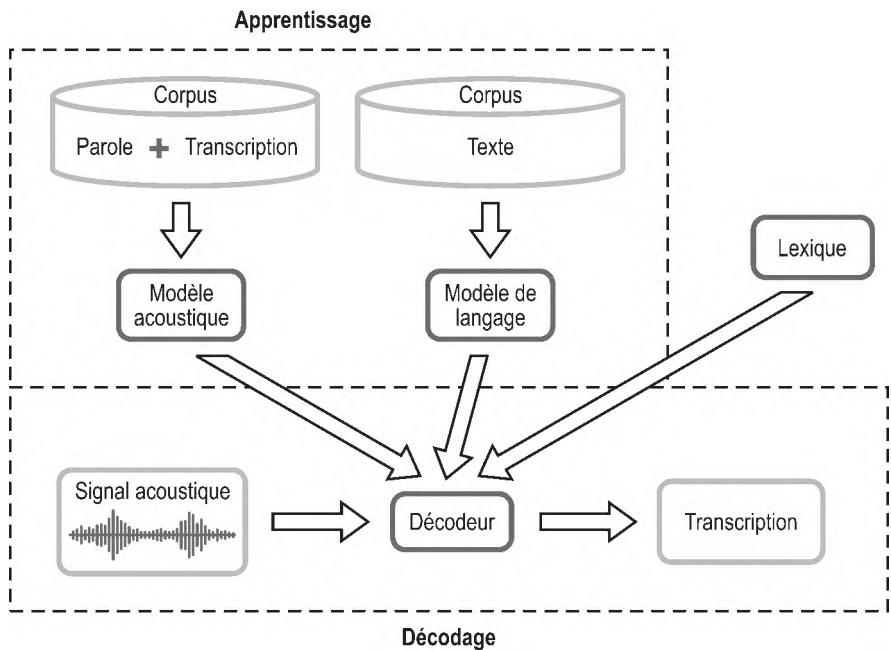 Apprentissage
Corpus
Parole + Transcription
Corpus
Texte
Lexique
Modèle
acoustique
Modèle de
langage
Signal acoustique
Décodeur
Transcription
Décodage